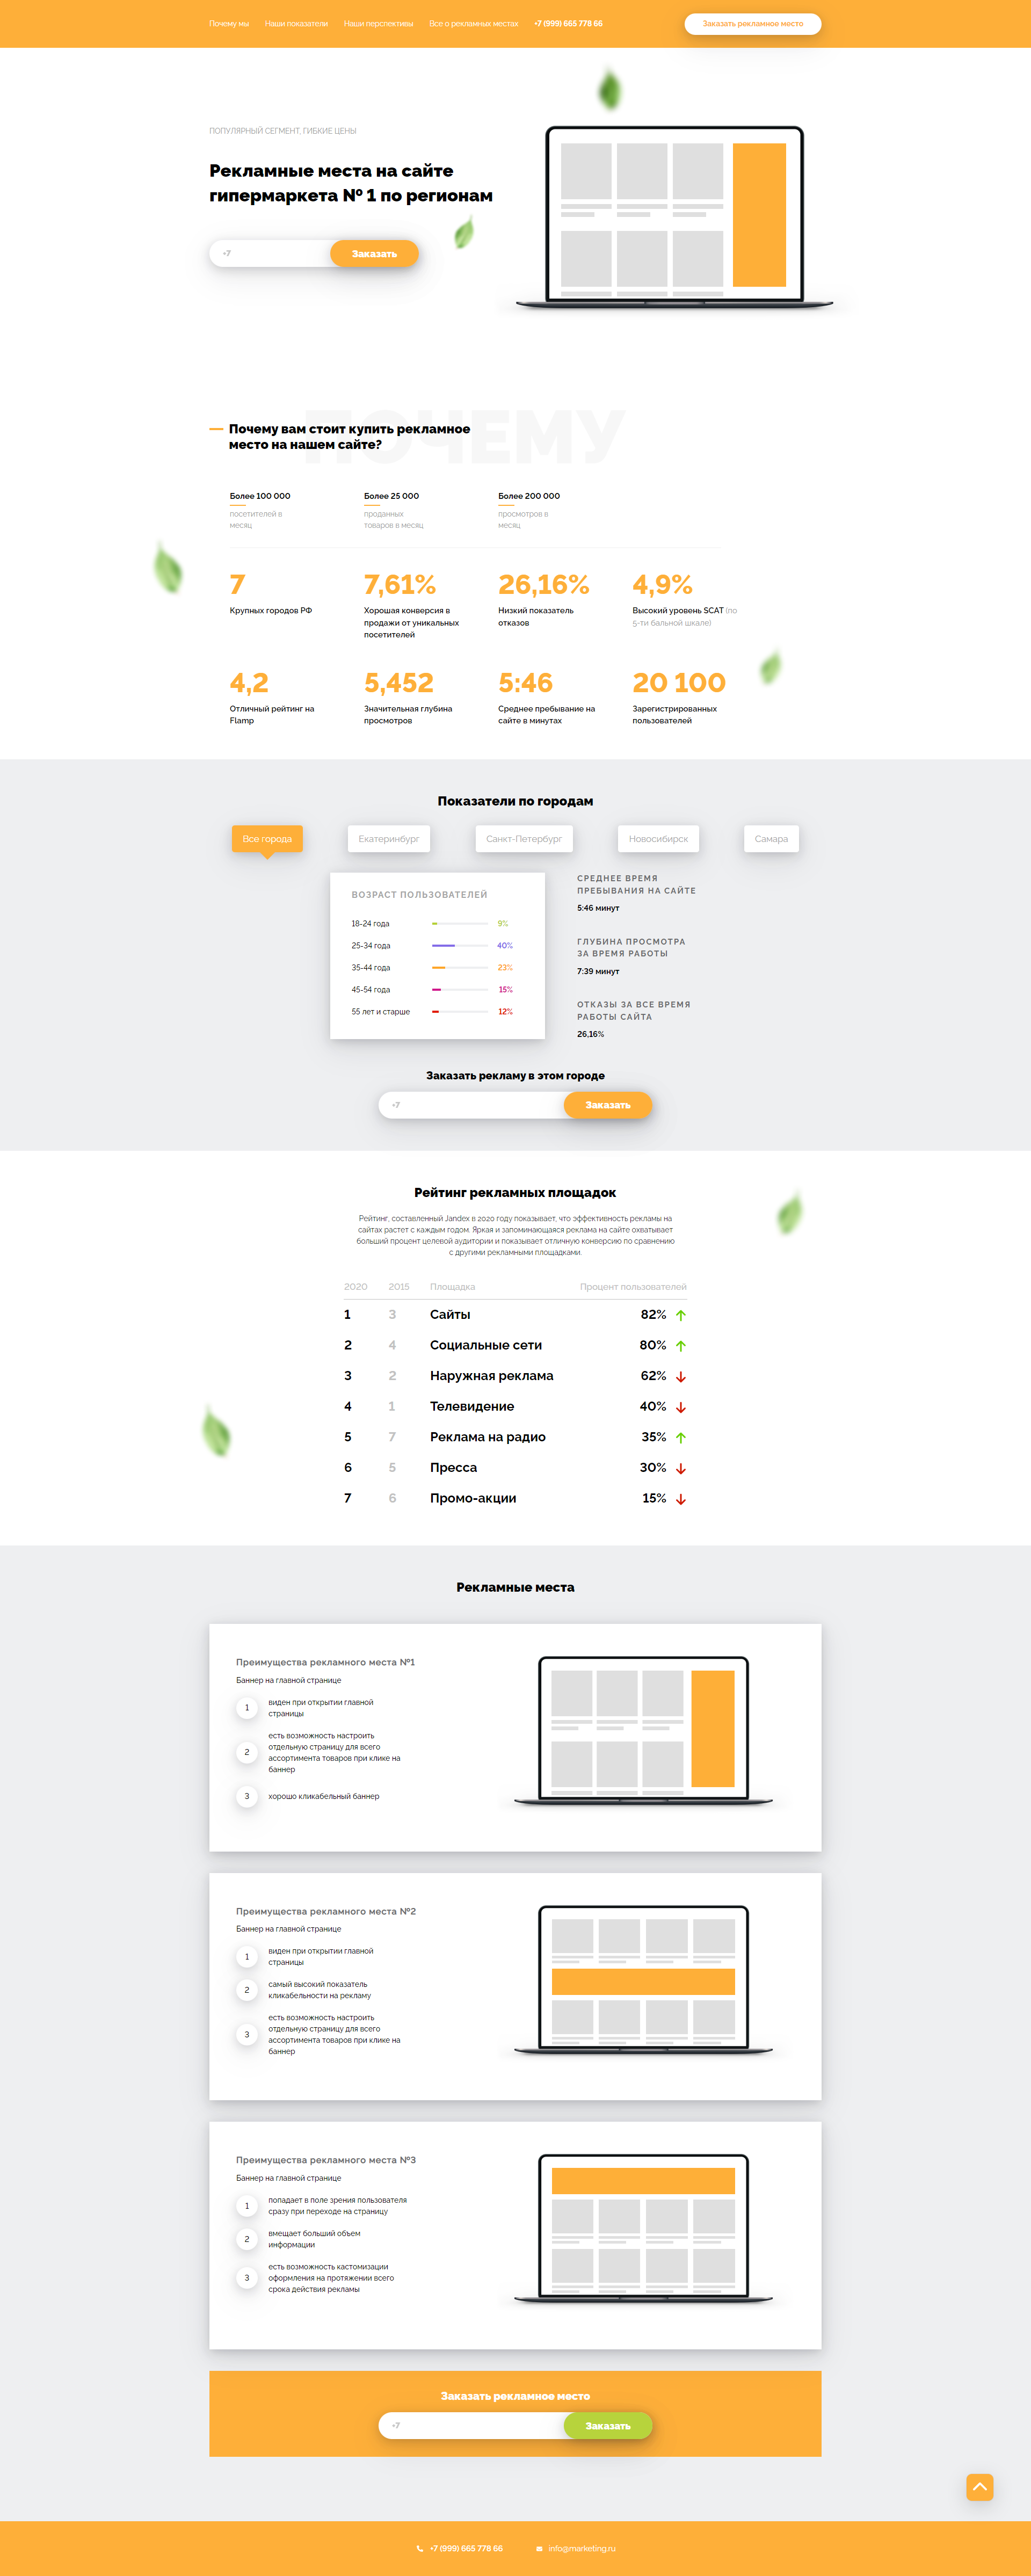 Почему мы
Наши показатели
Наши перспективы
Все о рекламных местах
+7 (999) 665 778 66
Заказать рекламное место
ПОПУЛЯРНЫЙ СЕГМЕНТ, ГИБКИЕ ЦЕНЫ
Рекламные места на сайте
гипермаркета № 1 по регионам
+7
Заказать
ПОЧЕМУ
Почему вам стоит купить рекламное
место на нашем сайте?
Более 100 000
посетителей в
месяц
Более 25 000
проданных
товаров в месяц
Более 200 000
просмотров в
месяц
7
Крупных городов РФ
7,61%
Хорошая конверсия в
продажи от уникальных
посетителей
26,16%
Низкий показатель
отказов
4,9%
Высокий уровень SCAT (по
5-ти бальной шкале)
4,2
Отличный рейтинг на
Flamp
5,452
Значительная глубина
просмотров
5:46
Среднее пребывание на
сайте в минутах
20 100
Зарегистрированных
пользователей
Показатели по городам
Все города
Екатеринбург
Санкт-Петербург
Новосибирск
Самара
ВОЗРАСТ ПОЛЬЗОВАТЕЛЕЙ
18-24 года 9%
25-34 года 40%
35-44 года 23%
45-54 года 15%
55 лет и старше 12%
СРЕДНЕЕ ВРЕМЯ
ПРЕБЫВАНИЯ НА САЙТЕ
5:46 минут
ГЛУБИНА ПРОСМОТРА
ЗА ВРЕМЯ РАБОТЫ
7:39 минут
ОТКАЗЫ ЗА ВСЕ ВРЕМЯ
РАБОТЫ САЙТА
26,16%
Заказать рекламу в этом городе
+7
Заказать
Рейтинг рекламных площадок
Рейтинг, составленный Jandex в 2020 году показывает, что эффективность рекламы на
сайтах растет с каждым годом. Яркая и запоминающаяся реклама на сайте охватывает
больший процент целевой аудитории и показывает отличную конверсию по сравнению
с другими рекламными площадками.
2020 2015 Площадка Процент пользователей
1 3 Сайты 82%
2 4 Социальные сети 80%
3 2 Наружная реклама 62%
4 1 Телевидение 40%
5 7 Реклама на радио 35%
6 5 Пресса 30%
7 6 Промо-акции 15%
Рекламные места
Преимущества рекламного места №1
Баннер на главной странице
1
виден при открытии главной
страницы
2
есть возможность настроить
отдельную страницу для всего
ассортимента товаров при клике на
баннер
3
хорошо кликабельный баннер
Преимущества рекламного места №2
Баннер на главной странице
1
виден при открытии главной
страницы
2
самый высокий показатель
кликабельности на рекламу
3
есть возможность настроить
отдельную страницу для всего
ассортимента товаров при клике на
баннер
Преимущества рекламного места №3
Баннер на главной странице
1
попадает в поле зрения пользователя
сразу при переходе на страницу
2
вмещает больший объем
информации
3
есть возможность кастомизации
оформления на протяжении всего
срока действия рекламы
Заказать рекламное место
+7
Заказать
+7 (999) 665 778 66
info@marketing.ru